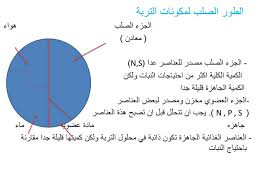 الطور الصلب لمكونات التربة
الجزء الصلب هواء
( معادن )
- الجزء الصلب مصدر للعناصر عدا (N,S)
الكمية الكلية اكثر من احتياجات النبات ولكن
الكمية الجاهزة قليلة جدا
-الجزء العضوي مخزن ومصدر لبعض العناصر
( N , P , S ). يجب ان تتحلل قبل ان تصبح هذة العناصر
جاهزه مادة عضوية ماء
- العناصر الغذائية الجاهزة تكون ذائبة في محلول التربة ولكن كميتها قليلة جدا مقارنة
باحتياج النبات